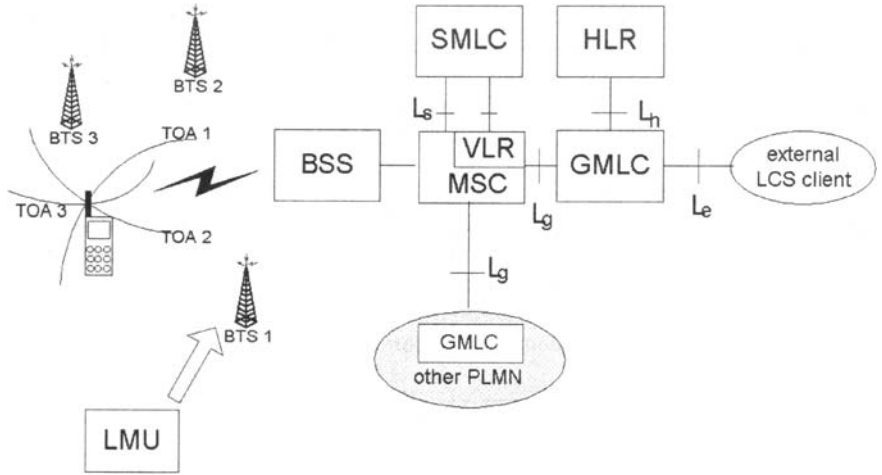 SMLC
HLR
BTS 2
BTS 3
TOA 1
Ls
Lh
BSS
VLR
MSC
GMLC
external
LCS client
TOA 3
TOA 2
Lg
Le
Lg
BTS 1
GMLC
other PLMN
LMU